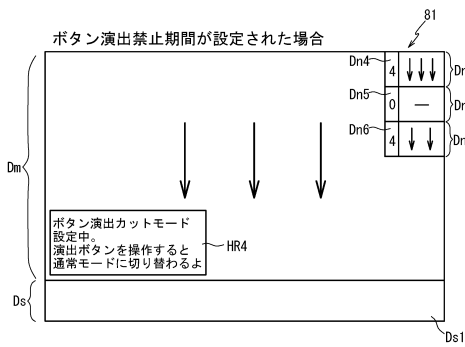 ボタン演出禁止期間が設定された場合
81
Dn4
4
Dn
Dn5
0
—
Dn
Dn6
4
Dn
Dm
ボタン演出カットモード
設定中。
演出ボタンを操作すると
通常モードに切り替わるよ
HR4
Ds
Ds1